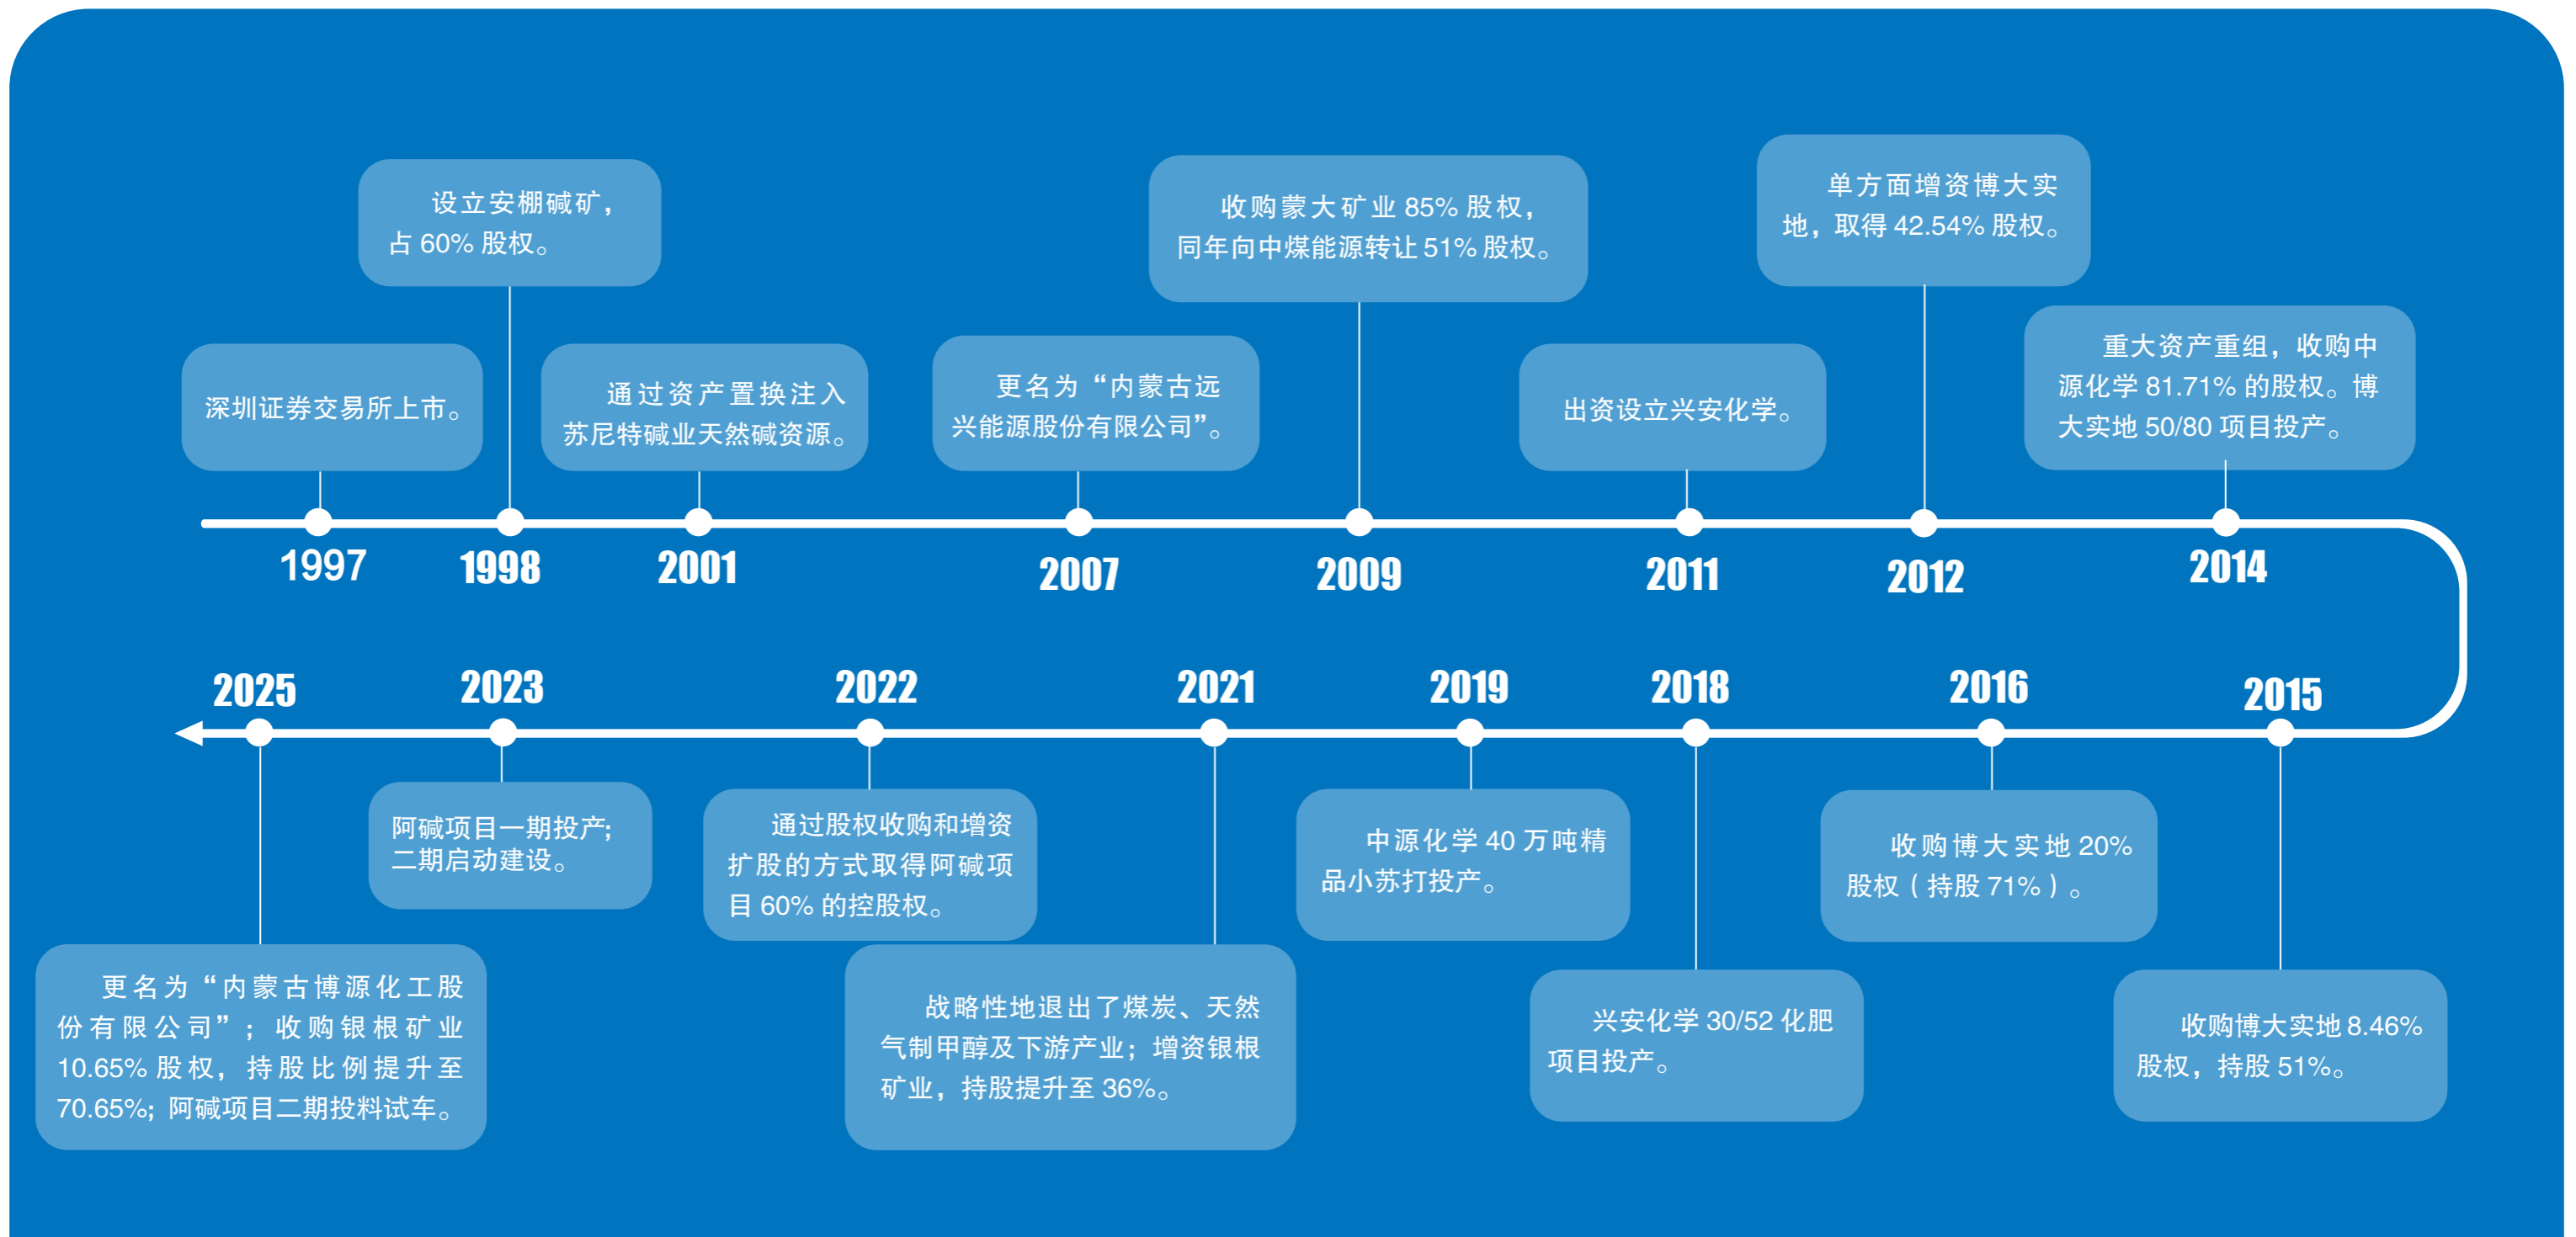 深圳证券交易所上市。
1997
设立安棚碱矿，
占 60% 股权。
1998
通过资产置换注入
苏尼特碱业天然碱资源。
2001
更名为“内蒙古远
兴能源股份有限公司”。
2007
收购蒙大矿业 85% 股权，
同年向中煤能源转让 51% 股权。
2009
出资设立兴安化学。
2011
单方面增资博大实
地，取得 42.54% 股权。
2012
重大资产重组，收购中
源化学 81.71% 的股权。博
大实地 50/80 项目投产。
2014
2015
收购博大实地 8.46%
股权，持股 51%。
2016
收购博大实地 20%
股权（持股 71%）。
2018
兴安化学 30/52 化肥
项目投产。
2019
中源化学 40 万吨精
品小苏打投产。
2021
战略性地退出了煤炭、天然
气制甲醇及下游产业；增资银根
矿业，持股提升至 36%。
2022
通过股权收购和增资
扩股的方式取得阿碱项
目 60% 的控股权。
2023
阿碱项目一期投产；
二期启动建设。
2025
更名为“内蒙古博源化工股
份有限公司”；收购银根矿业
10.65% 股权，持股比例提升至
70.65%；阿碱项目二期投料试车。